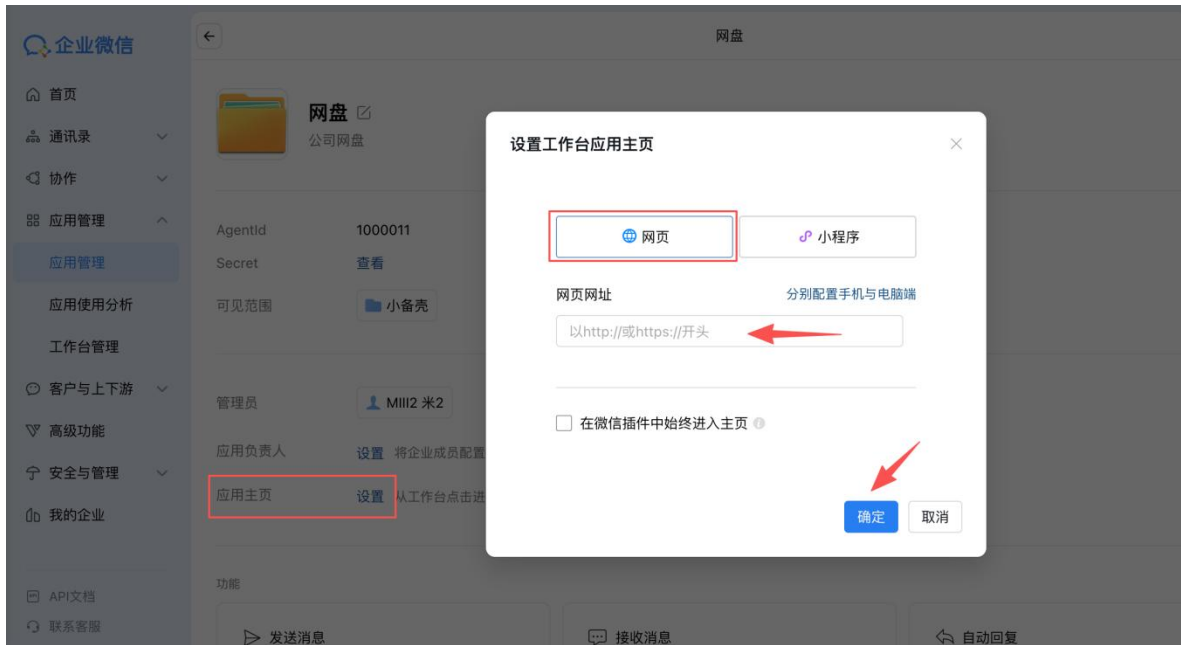 企业微信
网盘
首页
通讯录
协作
应用管理
应用管理
应用使用分析
工作台管理
客户与上下游
高级功能
安全与管理
我的企业
API文档
联系客服
网盘
公司网盘
AgentId 1000011
Secret 查看
可见范围 小备壳
管理员 MIII2 米2
应用负责人 设置 将企业成员配置
应用主页 设置 从工作台点击进
功能
发送消息 接收消息 自动回复
设置工作台应用主页
网页 小程序
网页网址 分别配置手机与电脑端
以http://或https://开头
在微信插件中始终进入主页
确定 取消